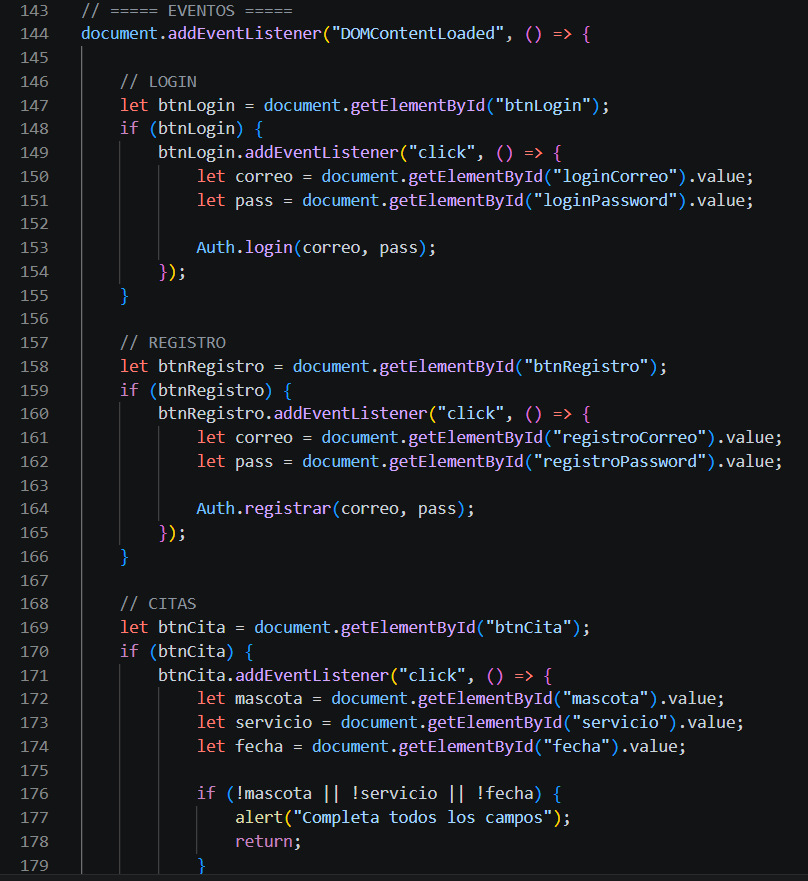 143 // ===== EVENTOS =====
144 document.addEventListener("DOMContentLoaded", () => {
145
146     // LOGIN
147     let btnLogin = document.getElementById("btnLogin");
148     if (btnLogin) {
149         btnLogin.addEventListener("click", () => {
150             let correo = document.getElementById("loginCorreo").value;
151             let pass = document.getElementById("loginPassword").value;
152
153             Auth.login(correo, pass);
154         });
155     }
156
157     // REGISTRO
158     let btnRegistro = document.getElementById("btnRegistro");
159     if (btnRegistro) {
160         btnRegistro.addEventListener("click", () => {
161             let correo = document.getElementById("registroCorreo").value;
162             let pass = document.getElementById("registroPassword").value;
163
164             Auth.registrar(correo, pass);
165         });
166     }
167
168     // CITAS
169     let btnCita = document.getElementById("btnCita");
170     if (btnCita) {
171         btnCita.addEventListener("click", () => {
172             let mascota = document.getElementById("mascota").value;
173             let servicio = document.getElementById("servicio").value;
174             let fecha = document.getElementById("fecha").value;
175
176             if (!mascota || !servicio || !fecha) {
177                 alert("Completa todos los campos");
178                 return;
179             }